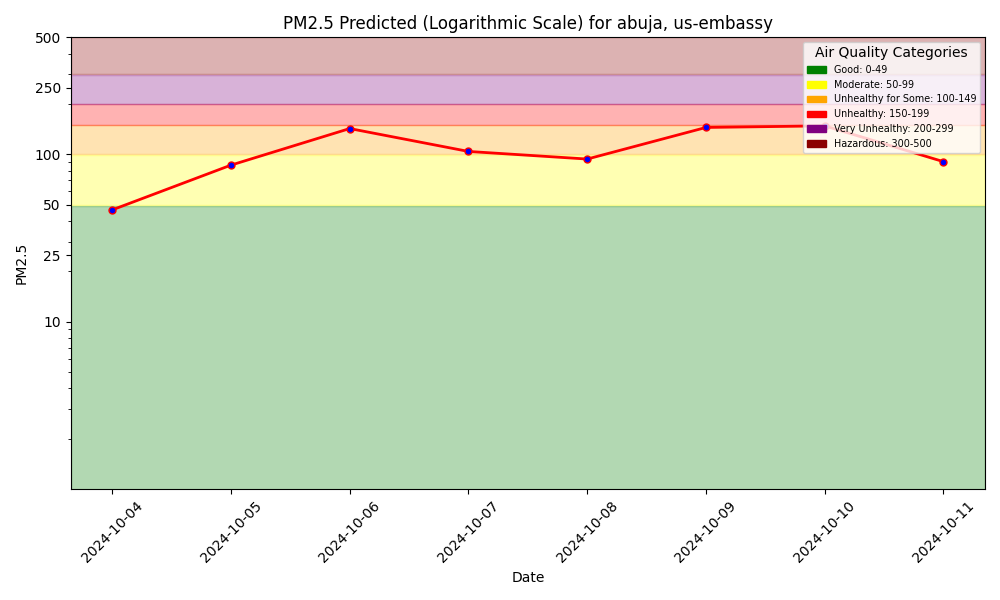 PM2.5 Predicted (Logarithmic Scale) for abuja, us-embassy
500
250
100
50
25
10
PM2.5
Air Quality Categories
Good: 0-49
Moderate: 50-99
Unhealthy for Some: 100-149
Unhealthy: 150-199
Very Unhealthy: 200-299
Hazardous: 300-500
2024-10-04
2024-10-05
2024-10-06
2024-10-07
2024-10-08
2024-10-09
2024-10-10
2024-10-11
Date